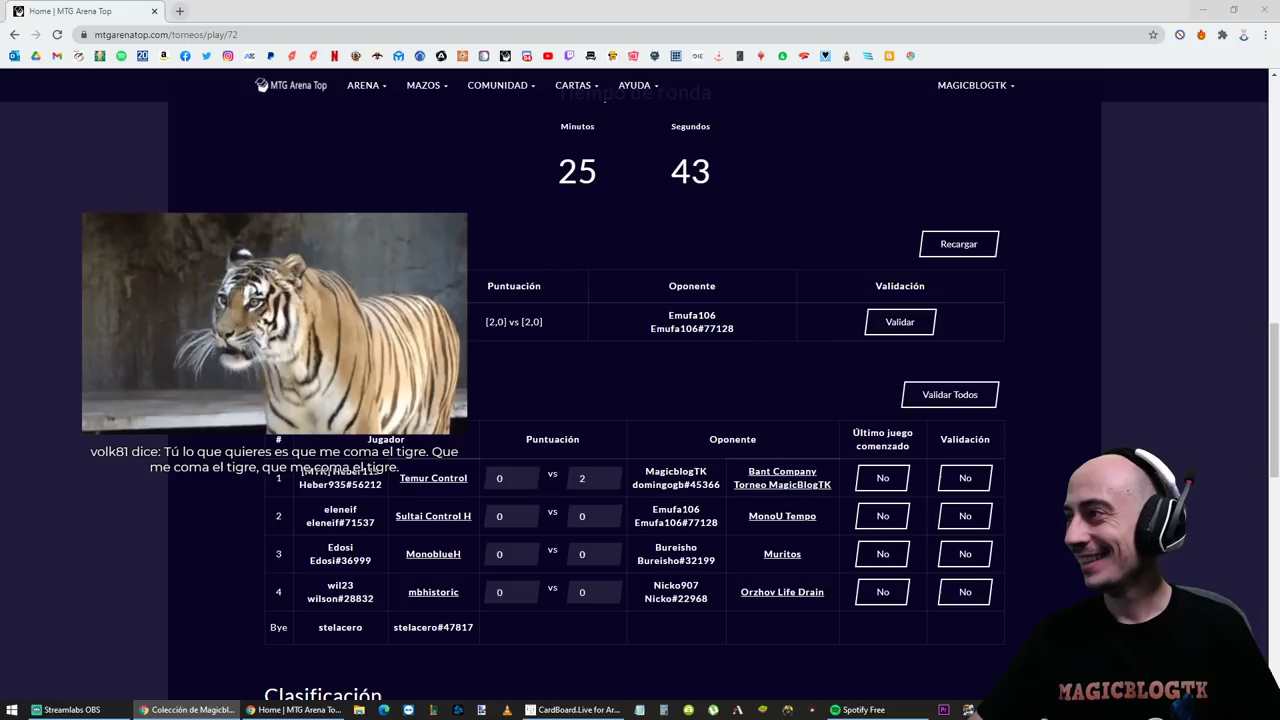 Home | MTG Arena Top
mtgarenatop.com/torneos/play/72
MTG Arena Top
ARENA
MAZOS
COMUNIDAD
CARTAS
AYUDA
MAGICBLOGTK
Tiempo de ronda
Minutos
Segundos
25
43
Recargar
Puntuación
Oponente
Validación
[2,0] vs [2,0]
Emufa106
Emufa106#77128
Validar
Validar Todos
#
Jugador
Puntuación
Oponente
Último juego
comenzado
Validación
volk81 dice: Tú lo que quieres es que me coma el tigre. Que
me coma el tigre, que me coma el tigre.
1
Heber935#56212
Temur Control
0
vs
2
MagicblogTK
domingogb#45366
Bant Company
Torneo MagicBlogTK
No
No
2
eleneif
eleneif#71537
Sultai Control H
0
vs
0
Emufa106
Emufa106#77128
MonoU Tempo
No
No
3
Edosi
Edosi#36999
MonoblueH
0
vs
0
Bureisho
Bureisho#32199
Muritos
No
No
4
wil23
wilson#28832
mbhistoric
0
vs
0
Nicko907
Nicko#22968
Orzhov Life Drain
No
No
Bye
stelacero
stelacero#47817
Clasificación
MAGICBLOGTK
Streamlabs OBS
Colección de Magicbl...
Home | MTG Arena To...
CardBoard.Live for Ar...
Spotify Free